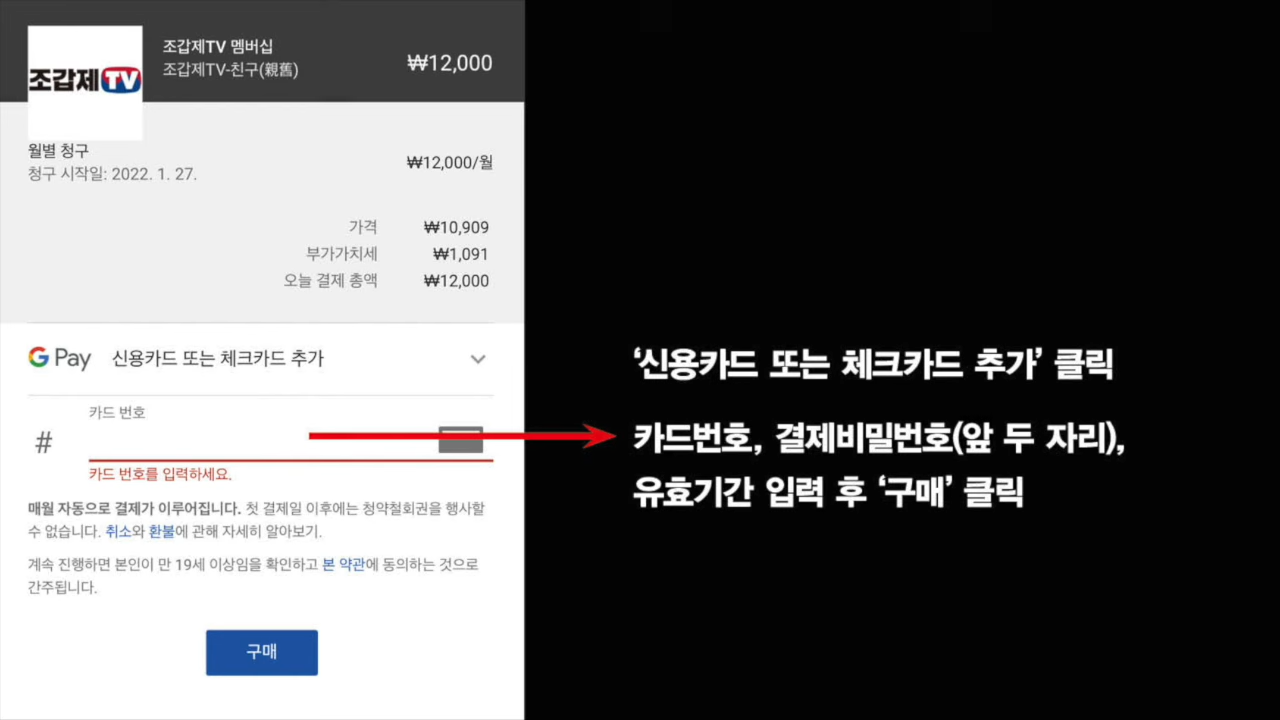 조갑제TV
조갑제TV 멤버십
조갑제TV-친구(親舊)
₩12,000
월별 청구
청구 시작일: 2022. 1. 27.
₩12,000/월
가격 ₩10,909
부가가치세 ₩1,091
오늘 결제 총액 ₩12,000
G Pay 신용카드 또는 체크카드 추가
카드 번호
#
카드 번호를 입력하세요.
매월 자동으로 결제가 이루어집니다. 첫 결제일 이후에는 청약철회권을 행사할
수 없습니다. 취소와 환불에 관해 자세히 알아보기.
계속 진행하면 본인이 만 19세 이상임을 확인하고 본 약관에 동의하는 것으로
간주됩니다.
구매
‘신용카드 또는 체크카드 추가’ 클릭
카드번호, 결제비밀번호(앞 두 자리),
유효기간 입력 후 ‘구매’ 클릭